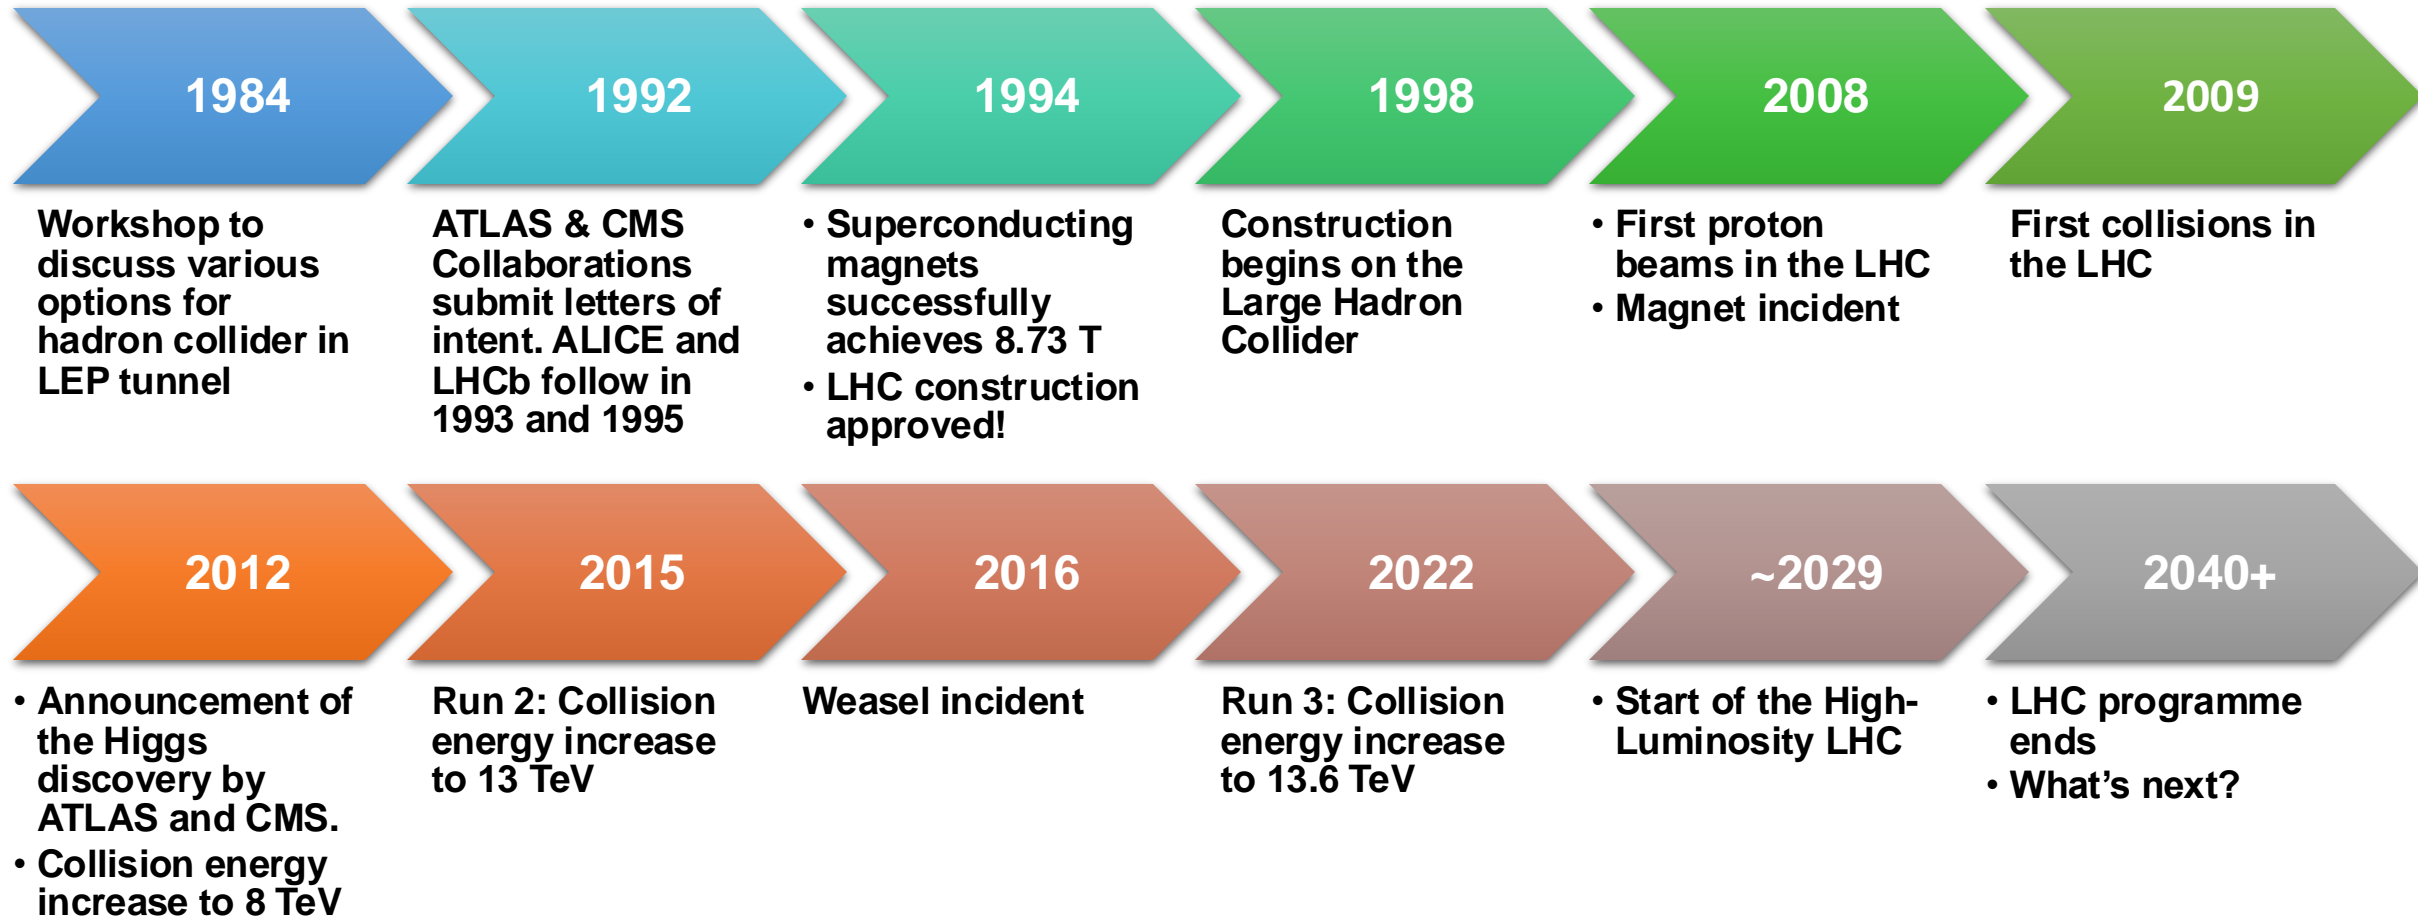 1984
1992
1994
1998
2008
2009
Workshop to
discuss various
options for
hadron collider in
LEP tunnel
ATLAS & CMS
Collaborations
submit letters of
intent. ALICE and
LHCb follow in
1993 and 1995
• Superconducting
magnets
successfully
achieves 8.73 T
• LHC construction
approved!
Construction
begins on the
Large Hadron
Collider
• First proton
beams in the LHC
• Magnet incident
First collisions in
the LHC
2012
2015
2016
2022
~2029
2040+
• Announcement of
the Higgs
discovery by
ATLAS and CMS.
• Collision energy
increase to 8 TeV
Run 2: Collision
energy increase
to 13 TeV
Weasel incident
Run 3: Collision
energy increase
to 13.6 TeV
• Start of the High-
Luminosity LHC
• LHC programme
ends
• What’s next?